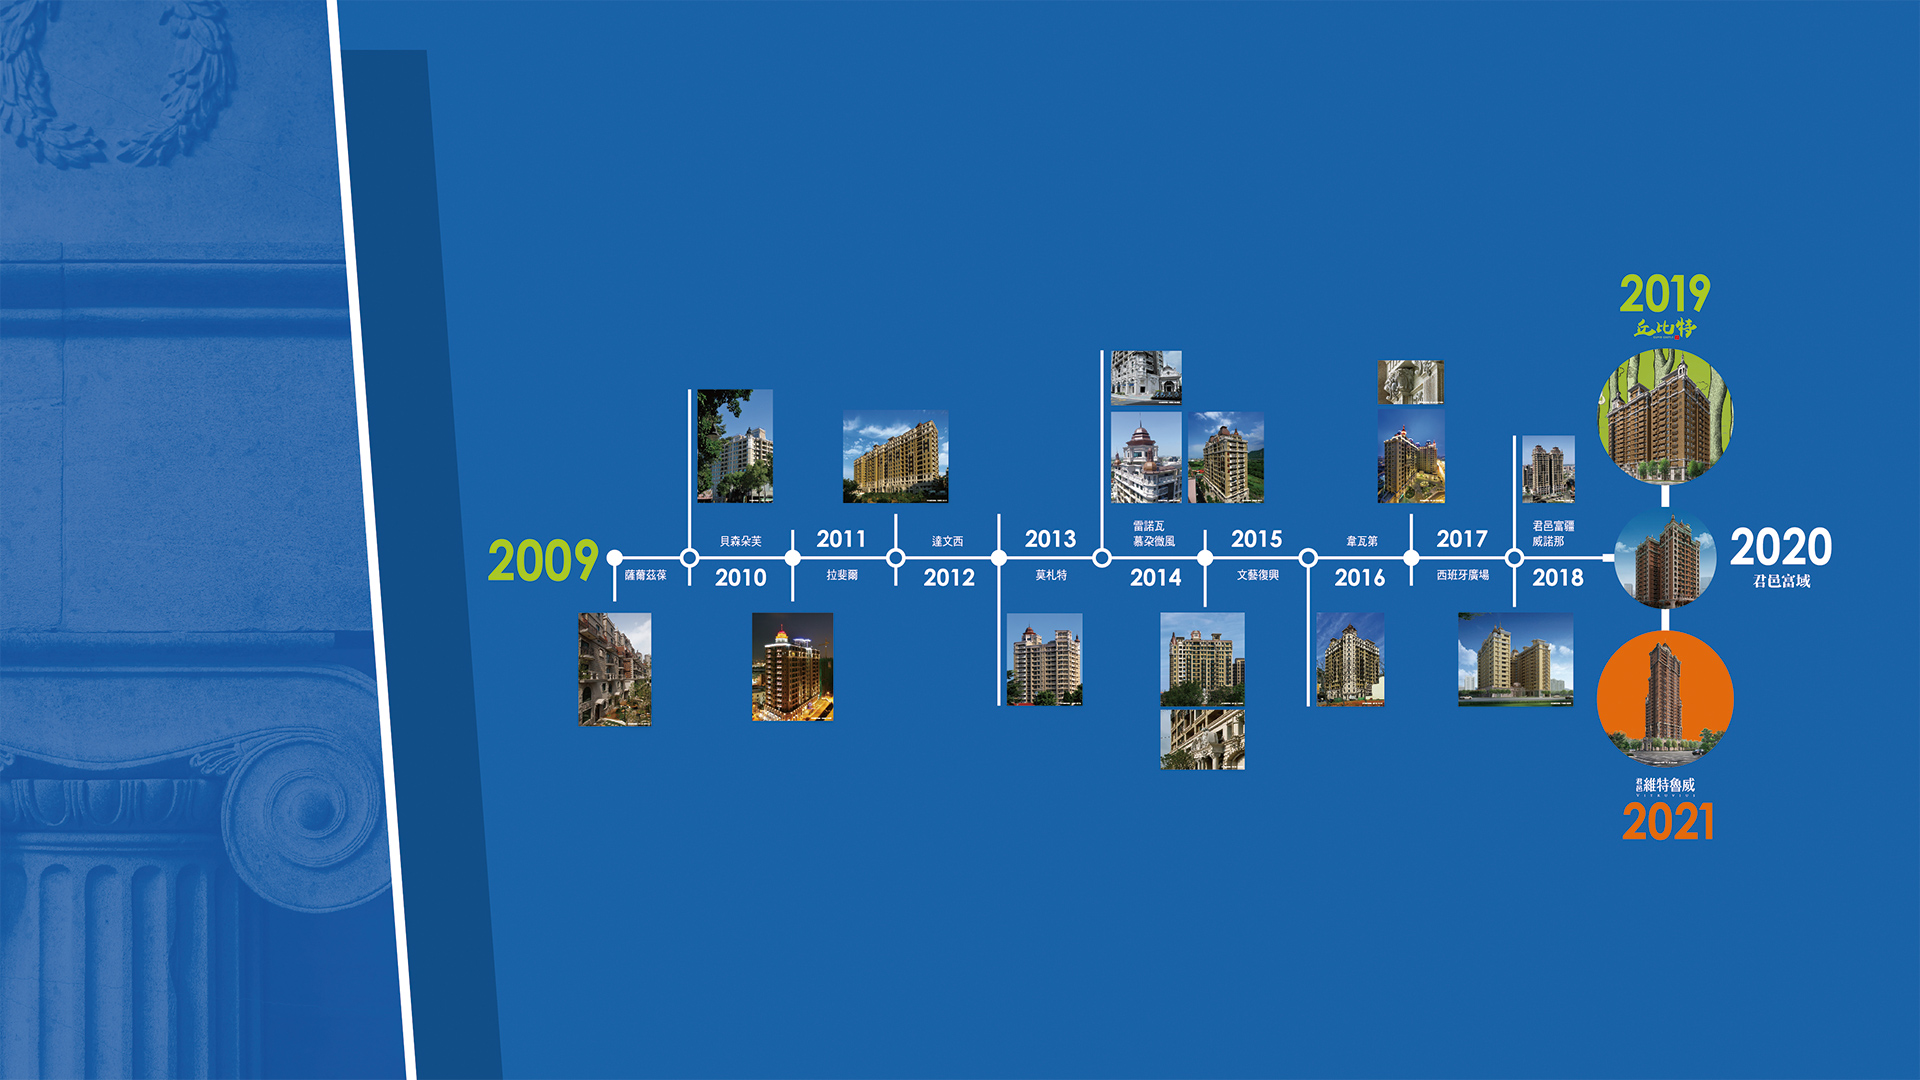 2009
薩爾茲葆
貝森朵芙
2010
2011
拉斐爾
達文西
2012
2013
莫札特
雷諾瓦
慕朶微風
2014
2015
文藝復興
韋瓦第
2016
2017
西班牙廣場
君邑富疆
威諾那
2018
2019
丘比特
2020
君邑富域
君邑
維特魯威
2021